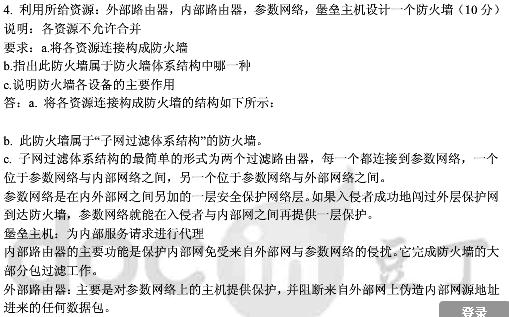 4. 利用所给资源：外部路由器，内部路由器，参数网络，堡垒主机设计一个防火墙（10 分）
说明：各资源不允许合并
要求：a.将各资源连接构成防火墙
b.指出此防火墙属于防火墙体系结构中哪一种
c.说明防火墙各设备的主要作用
答：a. 将各资源连接构成防火墙的结构如下所示：
b. 此防火墙属于“子网过滤体系结构”的防火墙。
c. 子网过滤体系结构的最简单的形式为两个过滤路由器，每一个都连接到参数网络，一个
位于参数网络与内部网络之间，另一个位于参数网络与外部网络之间。
参数网络是在内外部网之间另加的一层安全保护网络层。如果入侵者成功地闯过外层保护网
到达防火墙，参数网络就能在入侵者与内部网之间再提供一层保护。
堡垒主机：为内部服务请求进行代理
内部路由器的主要功能是保护内部网免受来自外部网与参数网络的侵扰。它完成防火墙的大
部分包过滤工作。
外部路由器：主要是对参数网络上的主机提供保护，并阻断来自外部网上伪造内部网源地址
进来的任何数据包。
登录